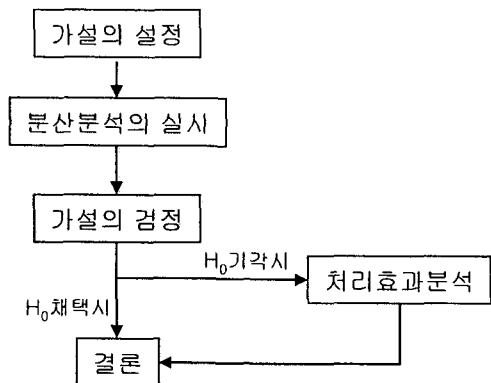 가설의 설정
분산분석의 실시
가설의 검정
H₀기각시
처리효과분석
H₀채택시
결론